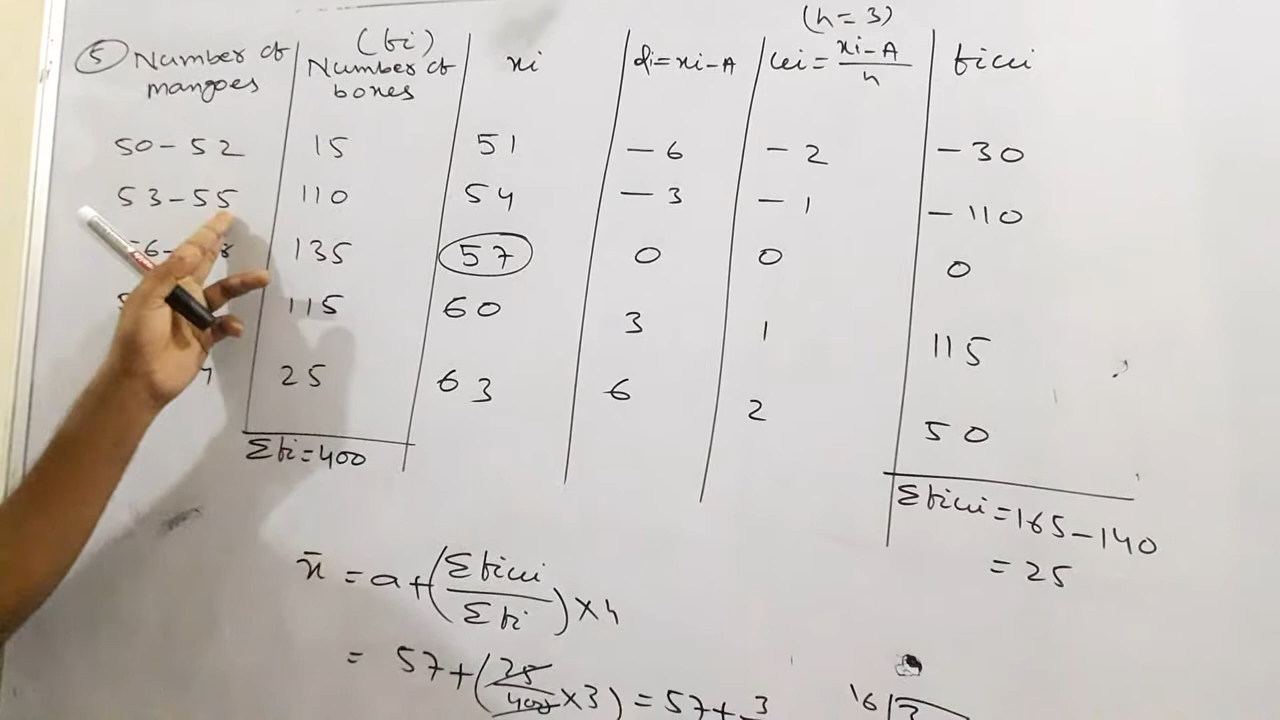 (h=3)
⑤ Number of mangoes | (fi) Number of boxes | xi | di=xi-A | ui=xi-A/h | fiui
50-52 15 51 -6 -2 -30
53-55 110 54 -3 -1 -110
135 57 0 0 0
115 60 3 1 115
25 63 6 2 50
Σfi=400
Σfiui=165-140
=25
x̄ = a+(Σfiui/Σfi)×h
= 57+(25/400×3)=57+3
16)3